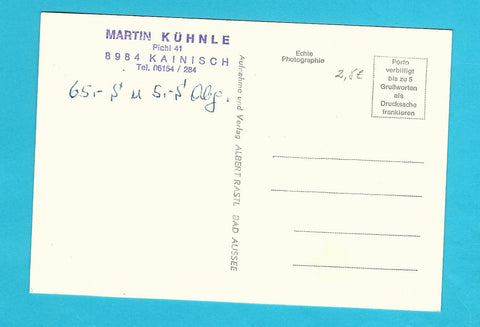 MARTIN KÜHNLE
Pichl 41
8984 KAINISCH
Tel. 06154 / 284
65.- S u 5.- S Abg.
Aufnahme und Verlag ALBERT RASTL BAD AUSSEE
Echte
Photographie
2,8€
Porto
verbilligt
bis zu 5
Grußworten
als
Drucksache
frankieren